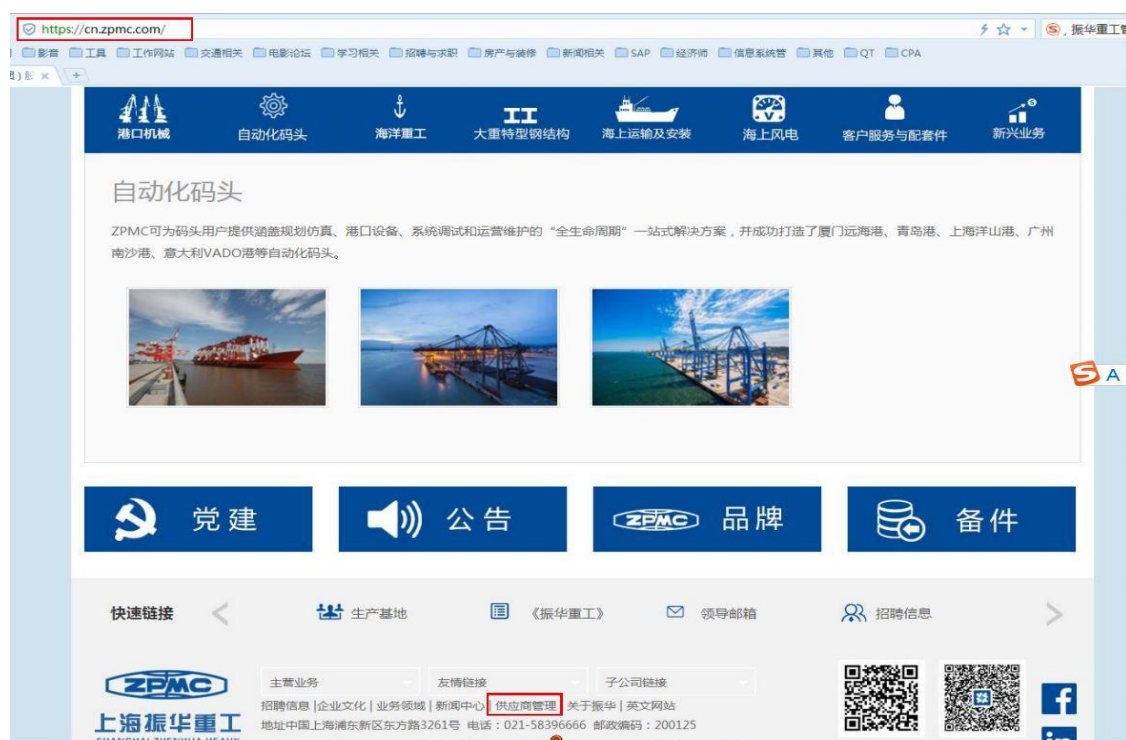 https://cn.zpmc.com/
振华重工
影音 工具 工作网站 交通相关 电影论坛 学习相关 招聘与求职 房产与装修 新闻相关 SAP 经济师 信息系统管 其他 QT CPA
港口机械 自动化码头 海洋重工 大重特型钢结构 海上运输及安装 海上风电 客户服务与配套件 新兴业务
自动化码头
ZPMC可为码头用户提供涵盖规划仿真、港口设备、系统调试和运营维护的“全生命周期”一站式解决方案，并成功打造了厦门远海港、青岛港、上海洋山港、广州
南沙港、意大利VADO港等自动化码头。
A
党建 公告 ZPMC 品牌 备件
快速链接 生产基地 《振华重工》 领导邮箱 招聘信息
ZPMC 主营业务 友情链接 子公司链接
招聘信息 |企业文化 | 业务领域 | 新闻中心 | 供应商管理 关于振华 | 英文网站
上海振华重工 地址中国上海浦东新区东方路3261号 电话：021-58396666 邮政编码：200125
f
in